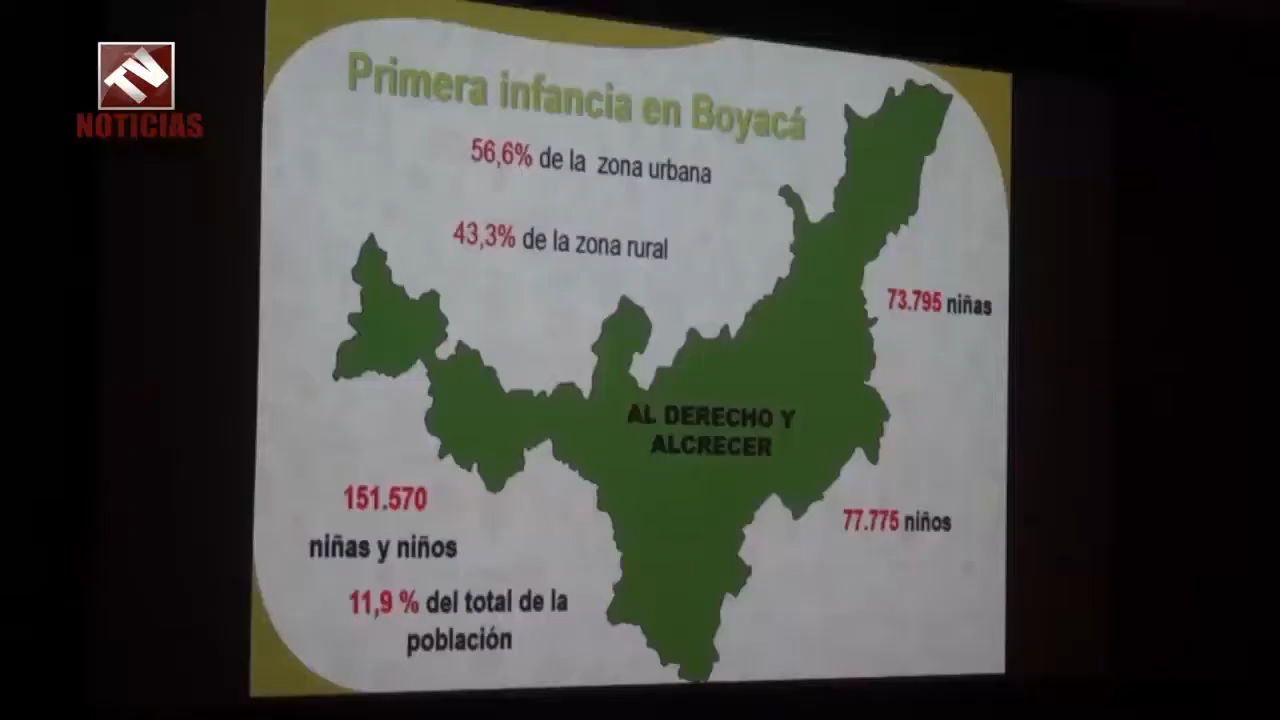 TV
NOTICIAS
Primera infancia en Boyacá
56,6% de la zona urbana
43,3% de la zona rural
73.795 niñas
AL DERECHO Y
ALCRECER
151.570
niñas y niños
77.775 niños
11,9 % del total de la
población